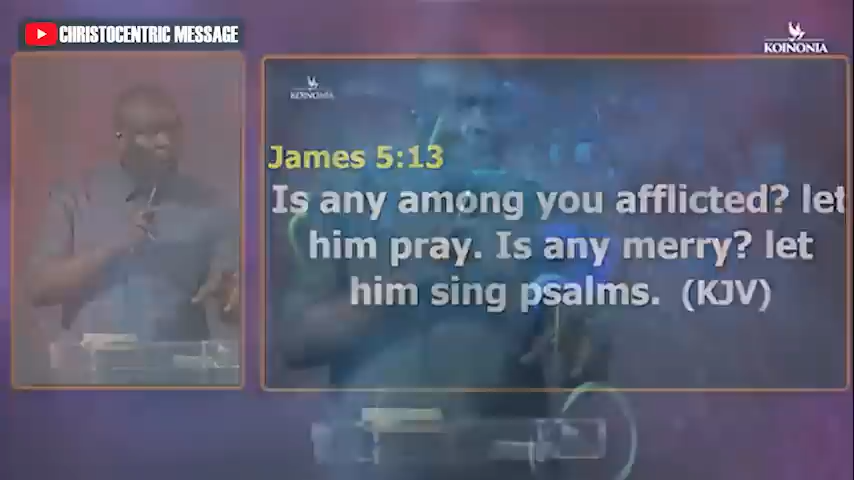 CHRISTOCENTRIC MESSAGE
KOINONIA
KOINONIA
James 5:13
Is any among you afflicted? let
him pray. Is any merry? let
him sing psalms. (KJV)